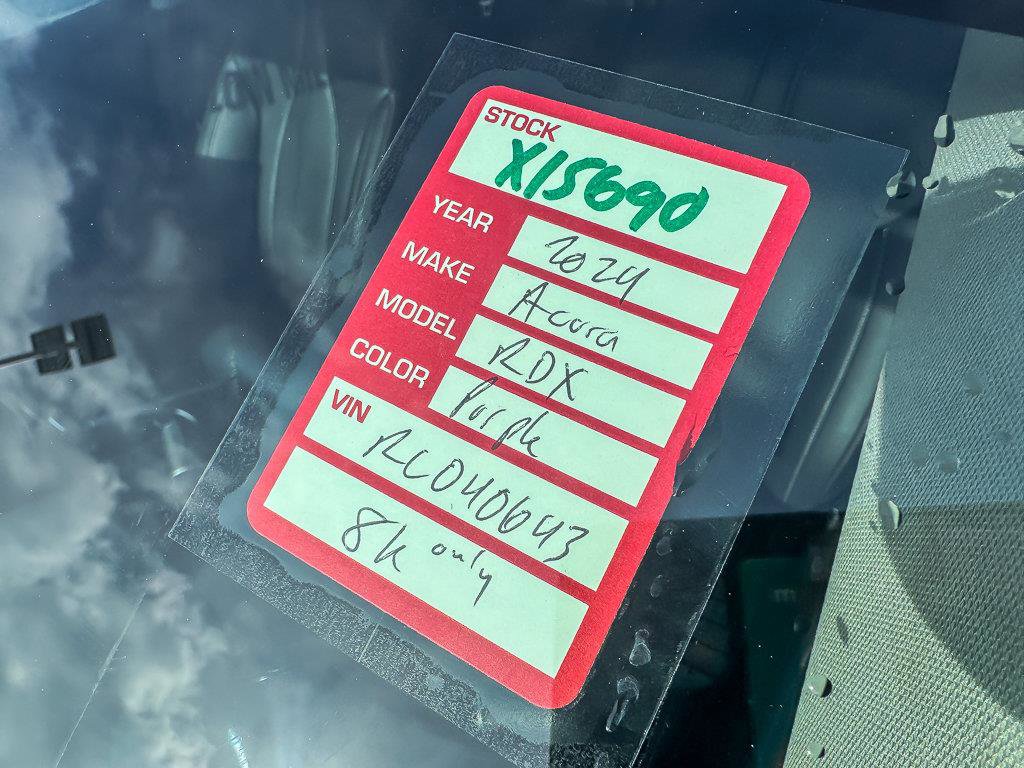 STOCK
X15690
YEAR 2024
MAKE Acura
MODEL RDX
COLOR Purple
VIN
RC040643
8k only